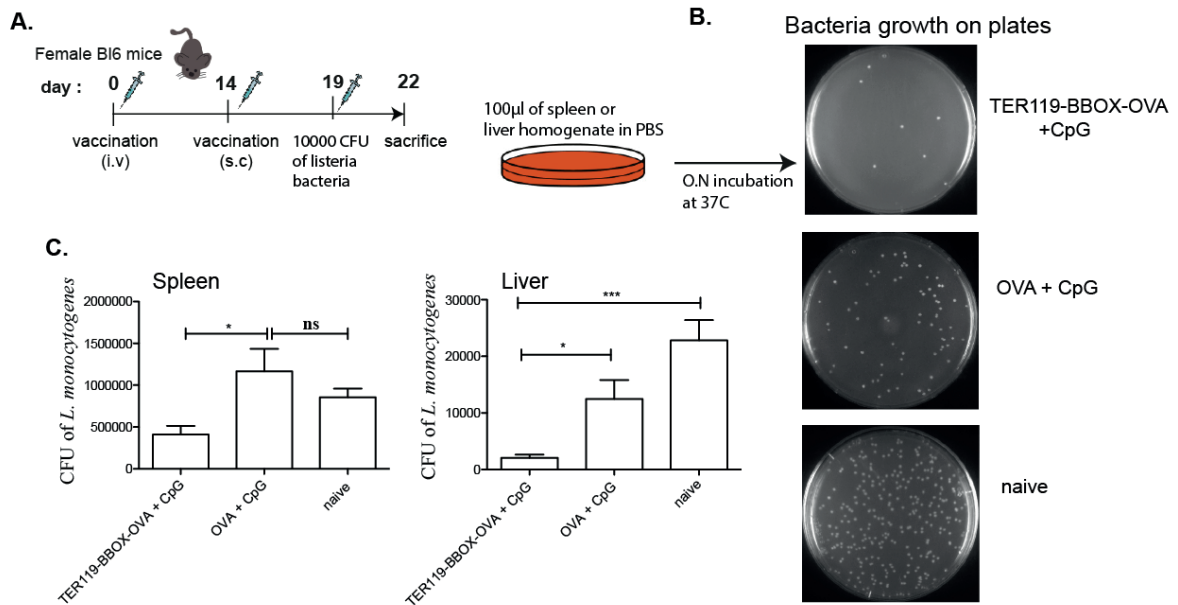 A.
Female Bl6 mice
day : 0 14 19 22
vaccination vaccination 10000 CFU sacrifice
(i.v) (s.c) of listeria
bacteria
100µl of spleen or
liver homogenate in PBS
O.N incubation
at 37C
B.
Bacteria growth on plates
TER119-BBOX-OVA
+CpG
OVA + CpG
naive
C.
Spleen
CFU of L. monocytogenes
2000000
1500000
1000000
500000
0
*
ns
TER119-BBOX-OVA + CpG
OVA + CpG
naive
Liver
CFU of L. monocytogenes
30000
20000
10000
0
***
*
TER119-BBOX-OVA + CpG
OVA + CpG
naive